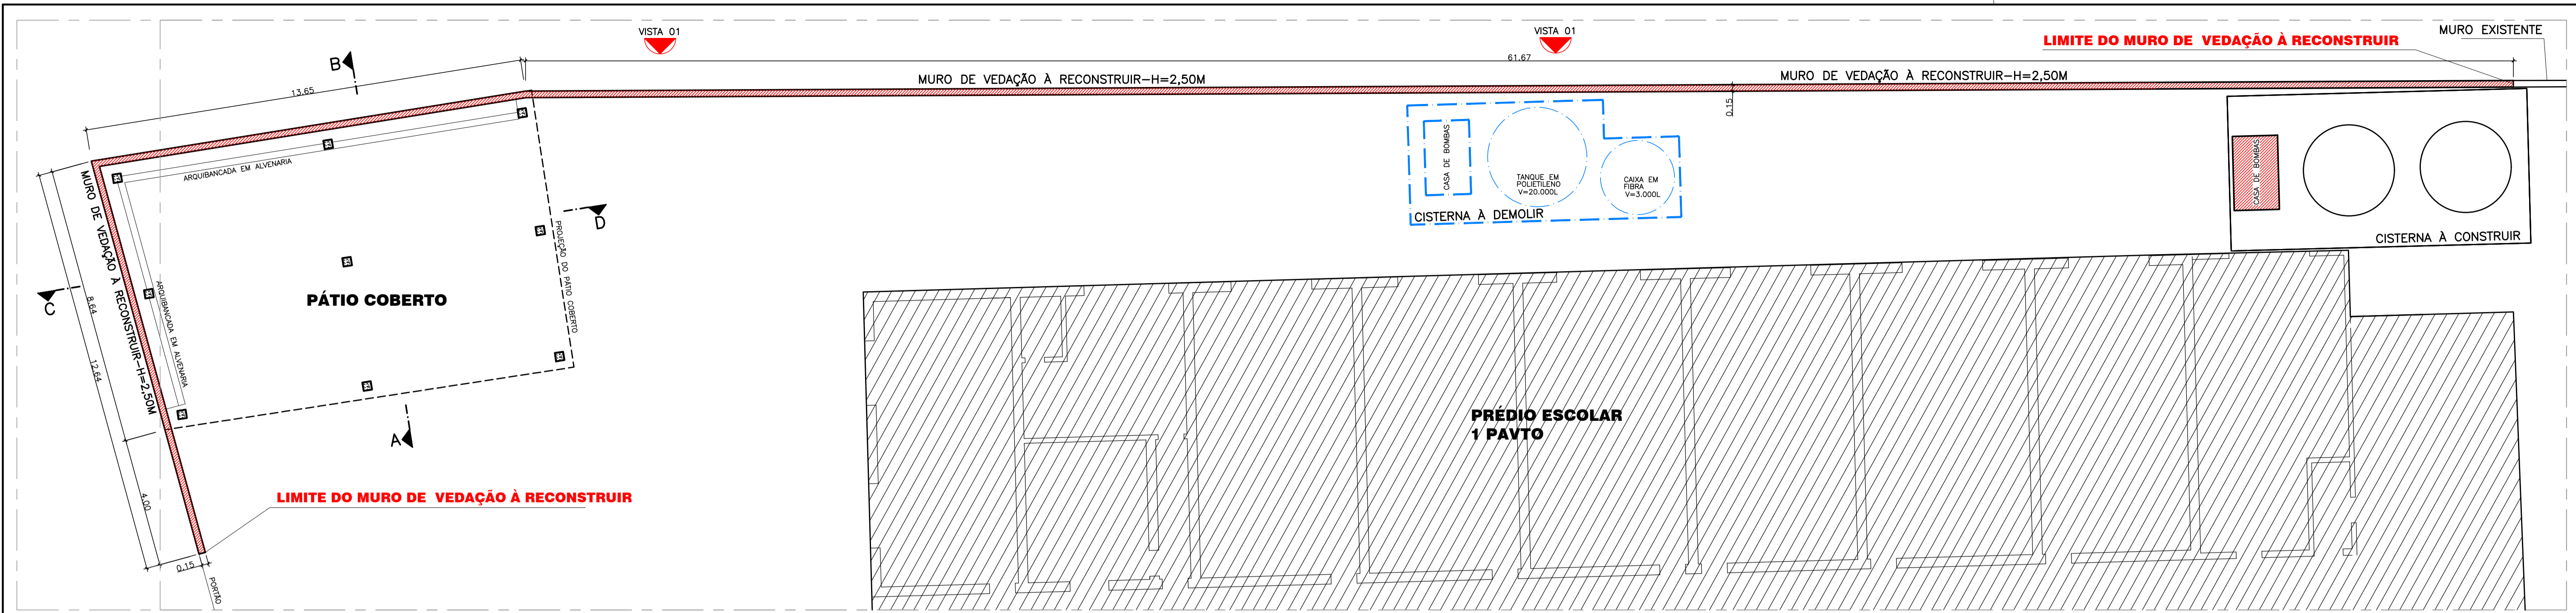 VISTA 01
VISTA 01
MURO EXISTENTE
LIMITE DO MURO DE VEDAÇÃO À RECONSTRUIR
61.67
B
13.65
MURO DE VEDAÇÃO À RECONSTRUIR-H=2,50M
MURO DE VEDAÇÃO À RECONSTRUIR-H=2,50M
0.15
ARQUIBANCADA EM ALVENARIA
MURO DE VEDAÇÃO À RECONSTRUIR-H=2,50M
ARQUIBANCADA EM ALVENARIA
PROJEÇÃO DO PÁTIO COBERTO
D
C
8.64
12.64
4.00
0.15
PÁTIO COBERTO
A
LIMITE DO MURO DE VEDAÇÃO À RECONSTRUIR
PORTÃO
CASA DE BOMBAS
TANQUE EM
POLIETILENO
V=20.000L
CAIXA EM
FIBRA
V=3.000L
CISTERNA À DEMOLIR
CASA DE BOMBAS
CISTERNA À CONSTRUIR
PRÉDIO ESCOLAR
1 PAVTO